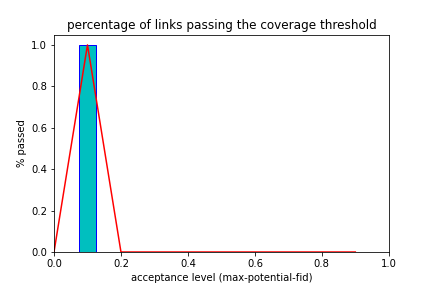 percentage of links passing the coverage threshold
1.0
0.8
0.6
0.4
0.2
0.0
% passed
0.0 0.2 0.4 0.6 0.8 1.0
acceptance level (max-potential-fid)